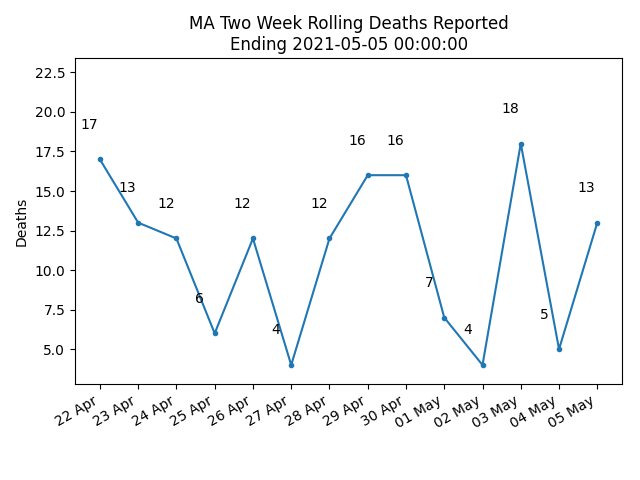 MA Two Week Rolling Deaths Reported
Ending 2021-05-05 00:00:00
22.5
20.0
17.5
15.0
12.5
10.0
7.5
5.0
Deaths
17
13
12
6
12
4
12
16
16
7
4
18
5
13
22 Apr
23 Apr
24 Apr
25 Apr
26 Apr
27 Apr
28 Apr
29 Apr
30 Apr
01 May
02 May
03 May
04 May
05 May